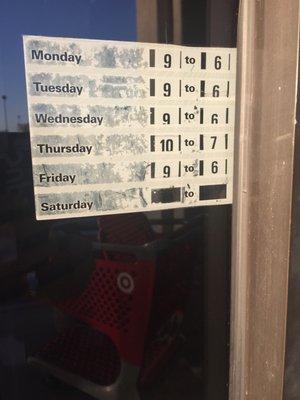 Monday 9 to 6
Tuesday 9 to 6
Wednesday 9 to 6
Thursday 10 to 7
Friday 9 to 6
Saturday to